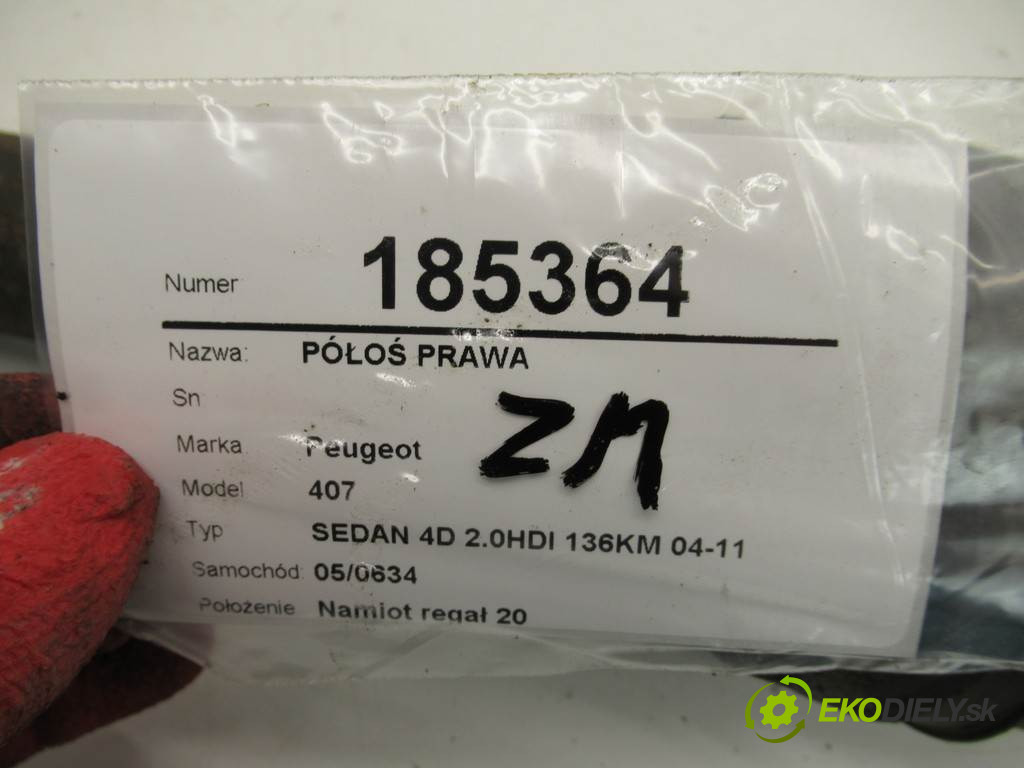 Numer 185364
Nazwa: PÓŁOŚ PRAWA
Sn
ZM
Marka Peugeot
Model 407
Typ SEDAN 4D 2.0HDI 136KM 04-11
Samochód: 05/0634
Położenie Namiot regał 20
EKODIELY.sk